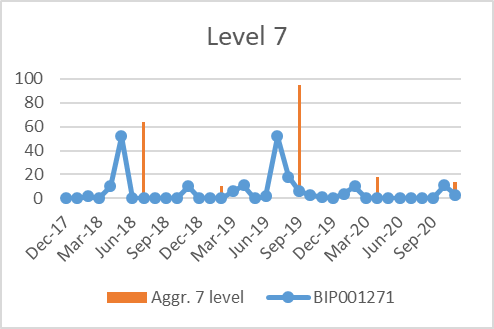 Level 7
100
80
60
40
20
0
Dec-17 Mar-18 Jun-18 Sep-18 Dec-18 Mar-19 Jun-19 Sep-19 Dec-19 Mar-20 Jun-20 Sep-20
Aggr. 7 level BIP001271